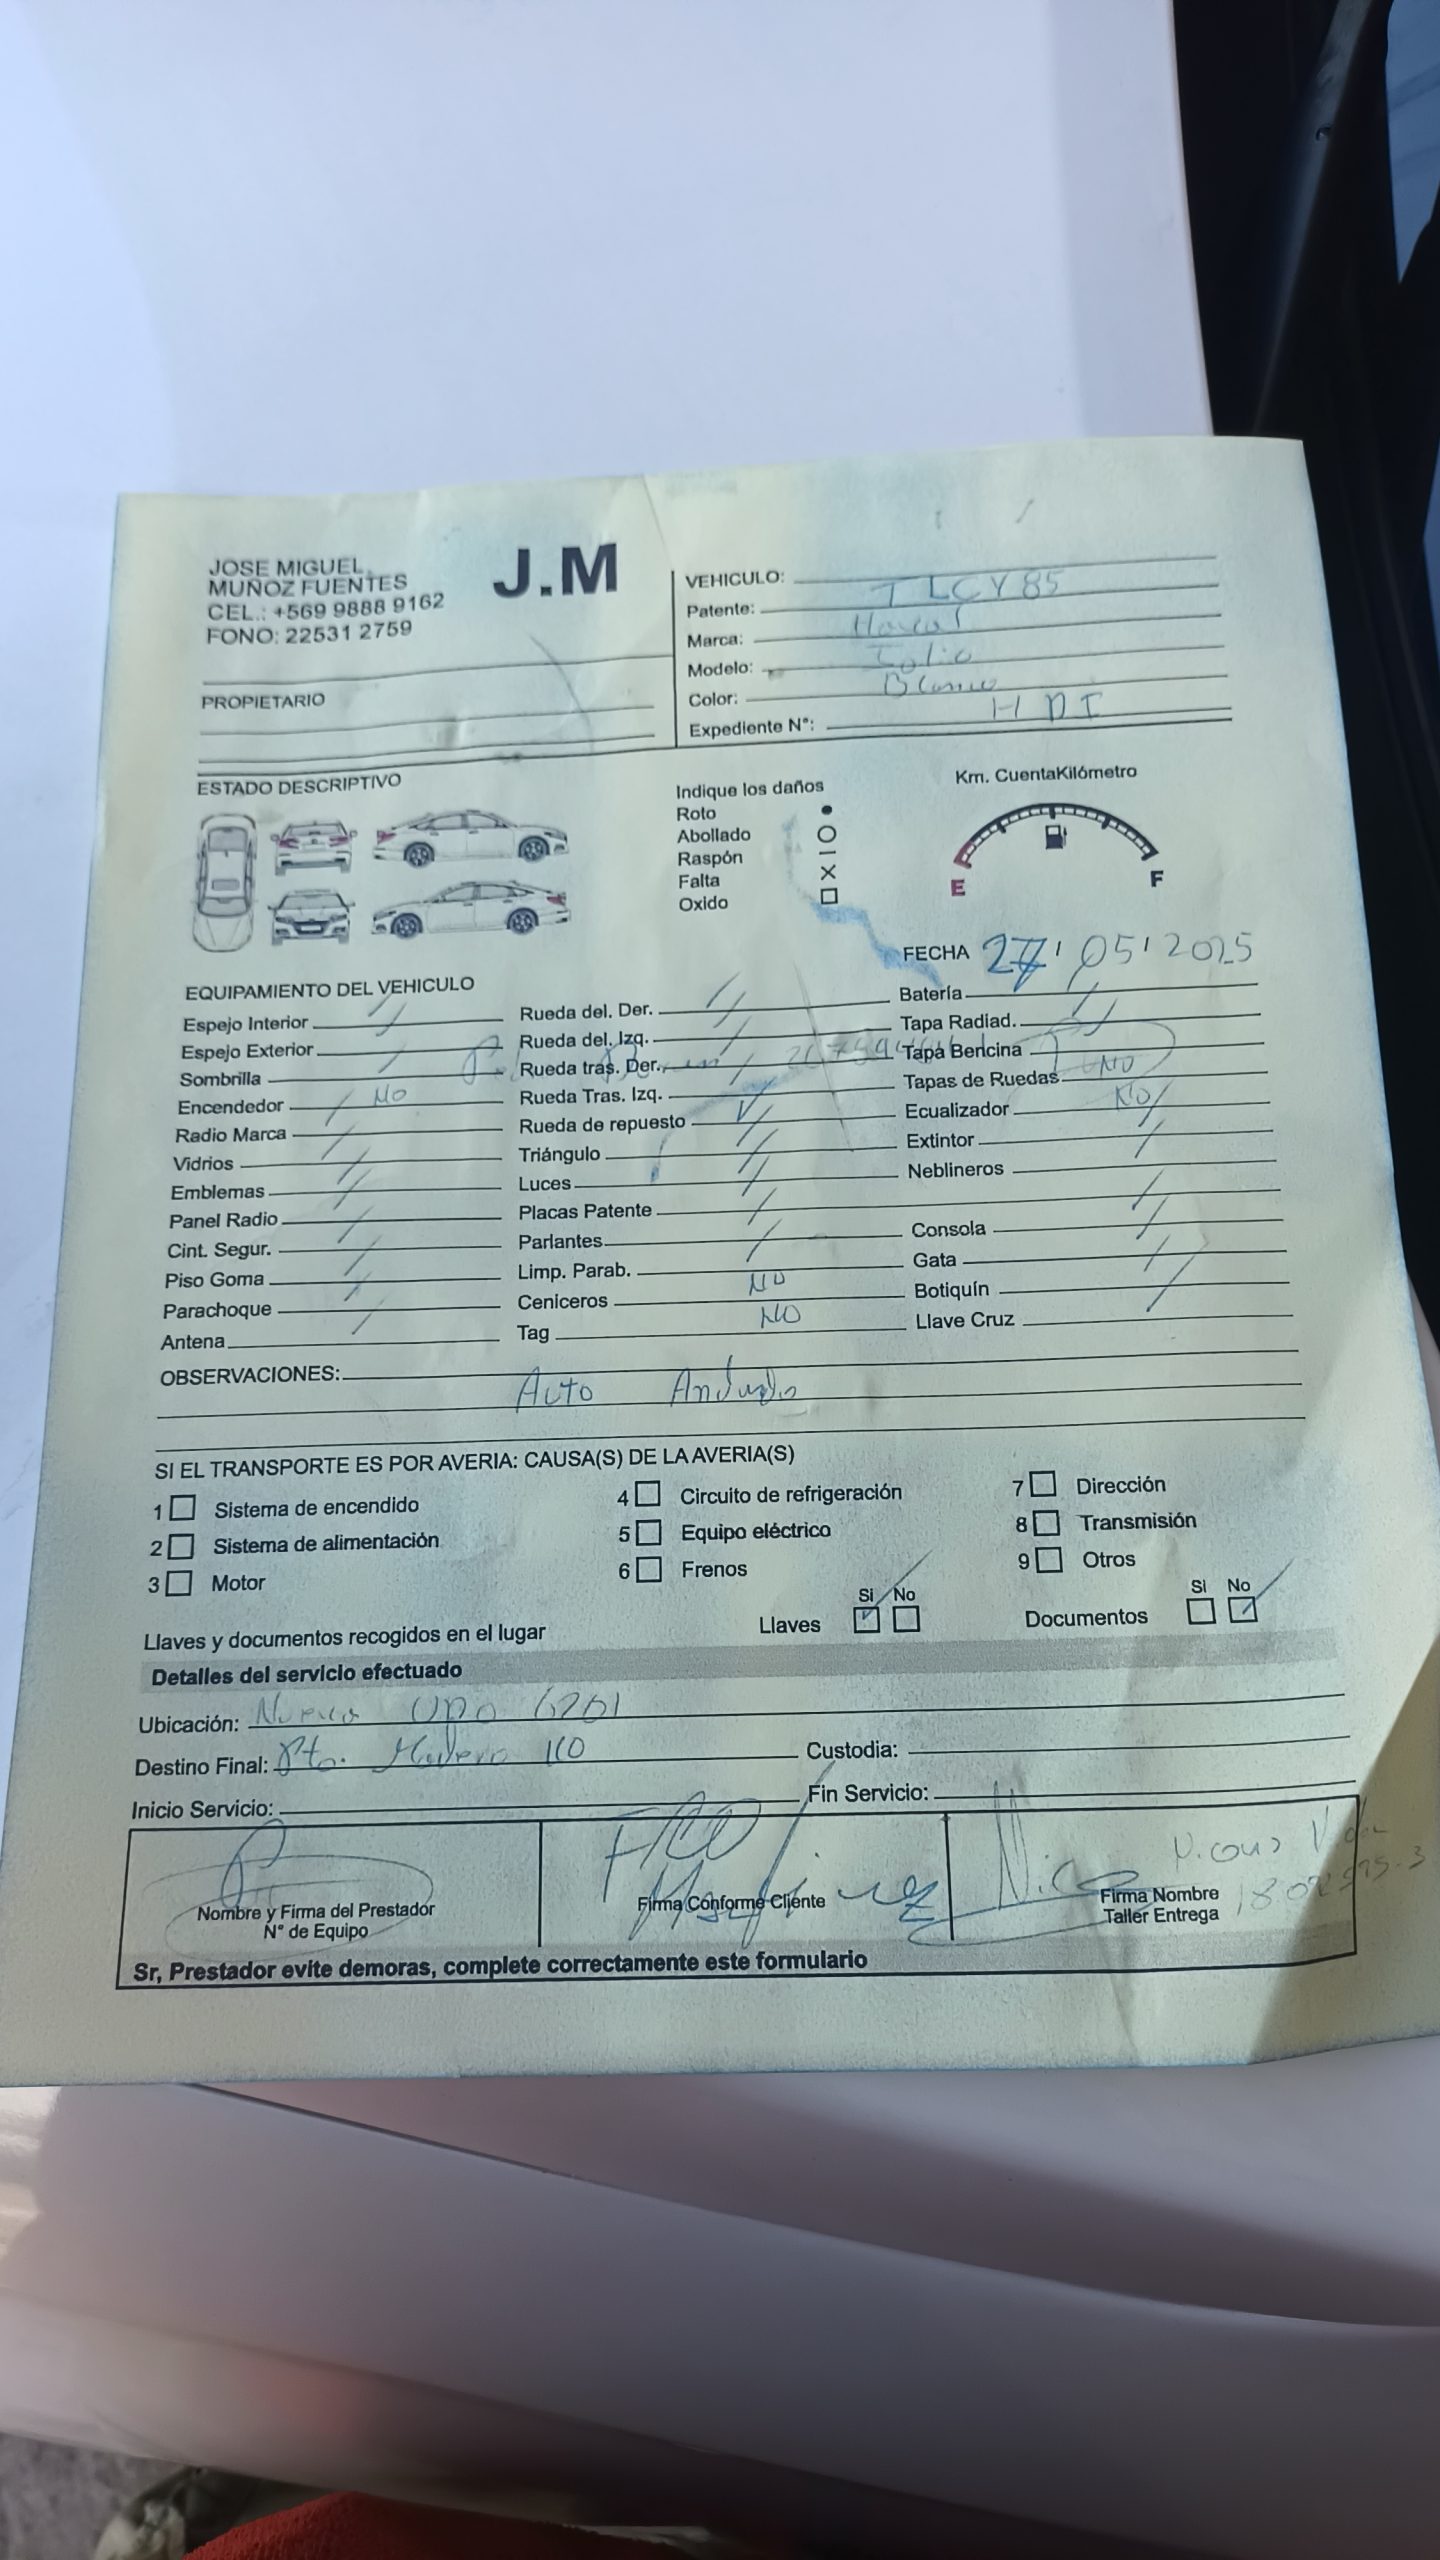 JOSE MIGUEL
MUÑOZ FUENTES
CEL.: +569 9888 9162
FONO: 22531 2759
J.M
PROPIETARIO
VEHICULO:
Patente: TLCY85
Marca:
Modelo:
Color: Blanco
Expediente N°: HDI
ESTADO DESCRIPTIVO
Indique los daños
Roto
Abollado
Raspón
Falta
Oxido
Km. CuentaKilómetro
E F
FECHA 27/05/2025
EQUIPAMIENTO DEL VEHICULO
Espejo Interior
Espejo Exterior
Sombrilla
Encendedor NO
Radio Marca
Vidrios
Emblemas
Panel Radio
Cint. Segur.
Piso Goma
Parachoque
Antena
Rueda del. Der.
Rueda del. Izq.
Rueda tras. Der.
Rueda Tras. Izq.
Rueda de repuesto
Triángulo
Luces
Placas Patente
Parlantes
Limp. Parab.
Ceniceros NO
Tag NO
Batería
Tapa Radiad.
Tapa Bencina
Tapas de Ruedas NO
Ecualizador NO
Extintor
Neblineros
Consola
Gata
Botiquín
Llave Cruz
OBSERVACIONES:
Auto Andando
SI EL TRANSPORTE ES POR AVERIA: CAUSA(S) DE LA AVERIA(S)
1 Sistema de encendido
2 Sistema de alimentación
3 Motor
4 Circuito de refrigeración
5 Equipo eléctrico
6 Frenos
7 Dirección
8 Transmisión
9 Otros
Llaves y documentos recogidos en el lugar
Llaves Si No
Documentos Si No
Detalles del servicio efectuado
Ubicación: Nueva
Destino Final: Pto. Madero 110
Custodia:
Inicio Servicio:
Fin Servicio:
Nombre y Firma del Prestador
N° de Equipo
Firma Conforme Cliente
Firma Nombre
Taller Entrega
Sr, Prestador evite demoras, complete correctamente este formulario